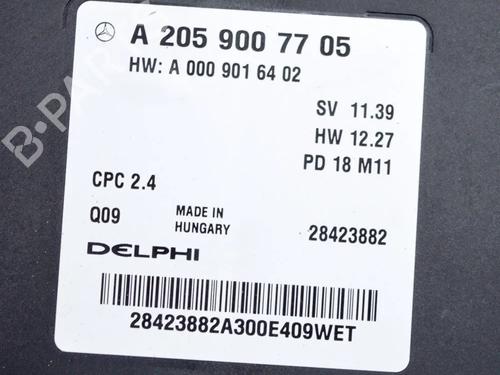 A 205 900 77 05
HW: A 000 901 64 02
SV 11.39
HW 12.27
PD 18 M11
CPC 2.4
Q09
MADE IN
HUNGARY
28423882
DELPHI
28423882A300E409WET
B-PARTS